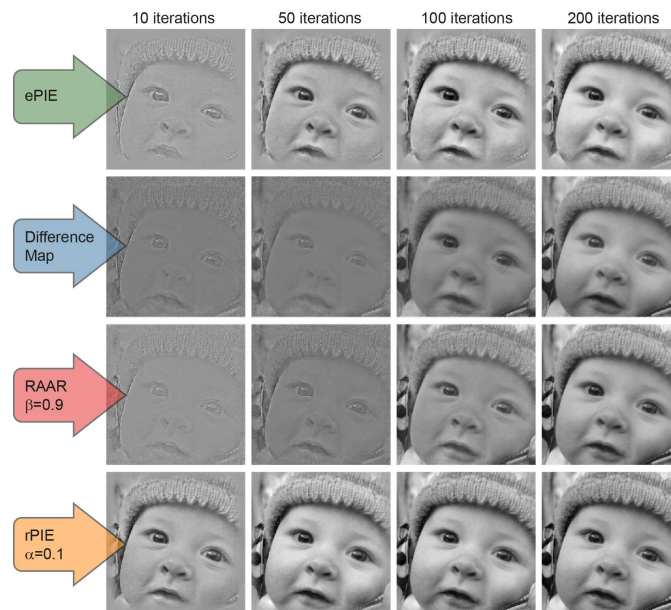 10 iterations
50 iterations
100 iterations
200 iterations
ePIE
Difference
Map
RAAR
β=0.9
rPIE
α=0.1